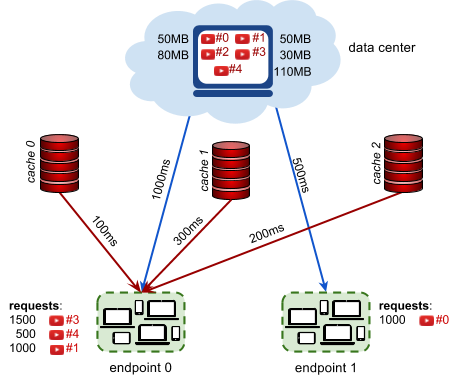 50MB #0 #1 50MB
80MB #2 #3 30MB
#4 110MB
data center
cache 0
cache 1
cache 2
1000ms
500ms
100ms
300ms
200ms
requests:
1500 #3
500 #4
1000 #1
endpoint 0
requests:
1000 #0
endpoint 1